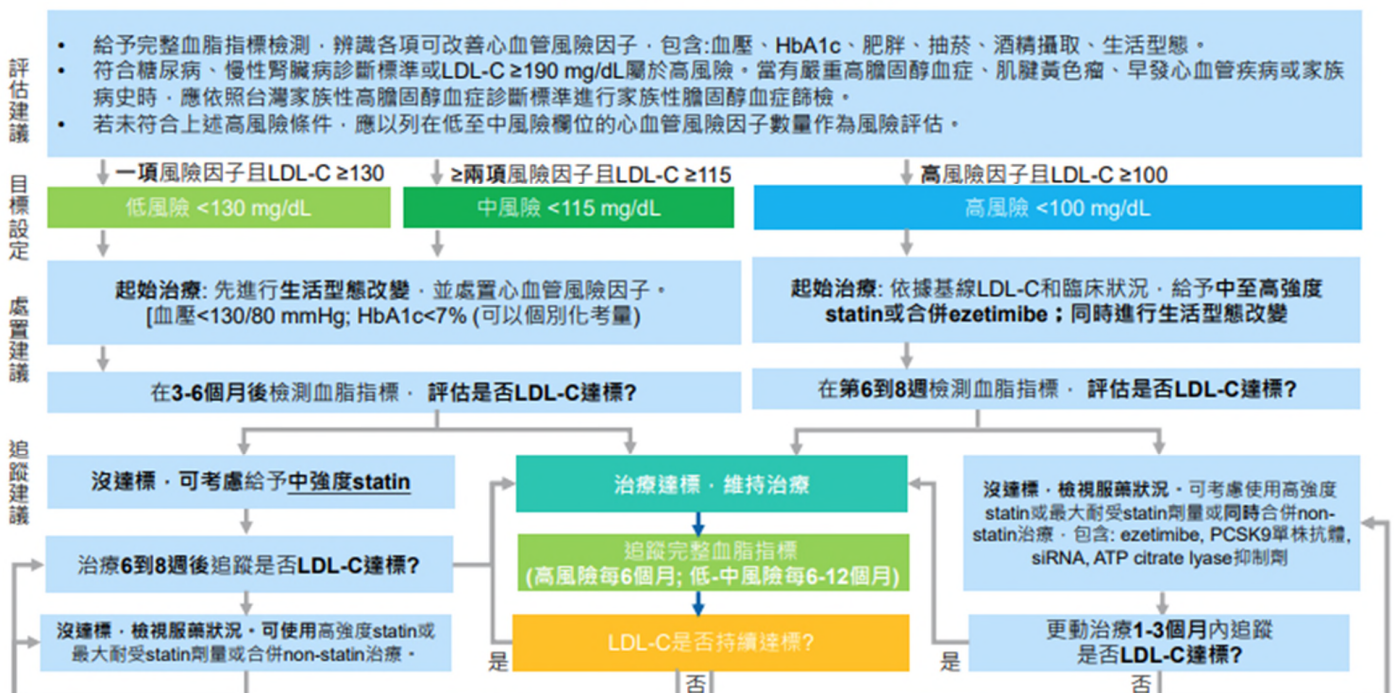 評估建議
• 給予完整血脂指標檢測，辨識各項可改善心血管風險因子，包含:血壓、HbA1c、肥胖、抽菸、酒精攝取、生活型態。
• 符合糖尿病、慢性腎臟病診斷標準或LDL-C ≥190 mg/dL屬於高風險。當有嚴重高膽固醇血症、肌腱黃色瘤、早發心血管疾病或家族
病史時，應依照台灣家族性高膽固醇血症診斷標準進行家族性膽固醇血症篩檢。
• 若未符合上述高風險條件，應以列在低至中風險欄位的心血管風險因子數量作為風險評估。
一項風險因子且LDL-C ≥130
≥兩項風險因子且LDL-C ≥115
高風險因子且LDL-C ≥100
目標設定
低風險 <130 mg/dL
中風險 <115 mg/dL
高風險 <100 mg/dL
處置建議
起始治療: 先進行生活型態改變，並處置心血管風險因子。
[血壓<130/80 mmHg; HbA1c<7% (可以個別化考量)
起始治療: 依據基線LDL-C和臨床狀況，給予中至高強度
statin或合併ezetimibe；同時進行生活型態改變
在3-6個月後檢測血脂指標， 評估是否LDL-C達標?
在第6到8週檢測血脂指標， 評估是否LDL-C達標?
追蹤建議
沒達標，可考慮給予中強度statin
治療達標，維持治療
沒達標，檢視服藥狀況。可考慮使用高強度
statin或最大耐受statin劑量或同時合併non-
statin治療，包含: ezetimibe, PCSK9單株抗體,
siRNA, ATP citrate lyase抑制劑
治療6到8週後追蹤是否LDL-C達標?
追蹤完整血脂指標
(高風險每6個月; 低-中風險每6-12個月)
沒達標，檢視服藥狀況。可使用高強度statin或
最大耐受statin劑量或合併non-statin治療。
是
LDL-C是否持續達標?
是
更動治療1-3個月內追蹤
是否LDL-C達標?
否
否